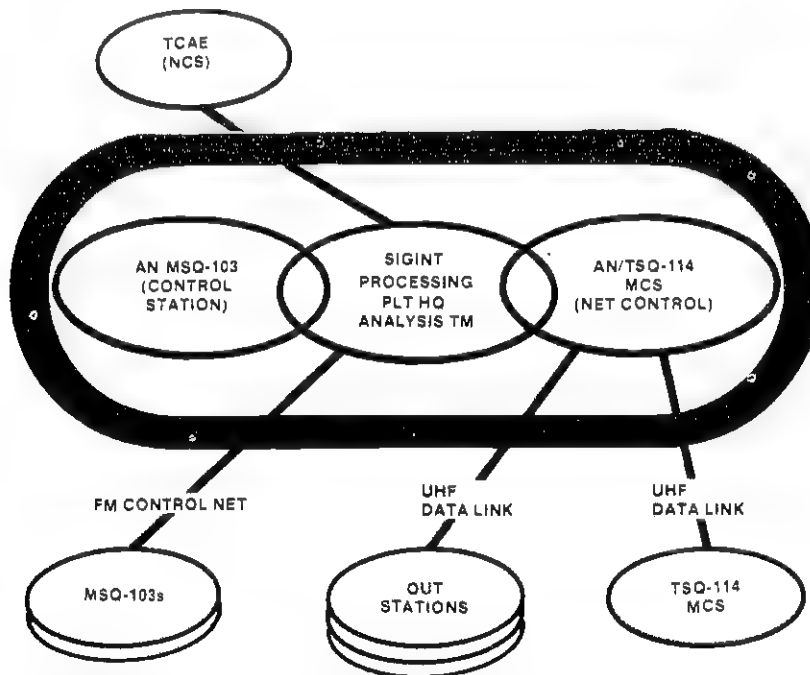 TCAE
(NCS)
AN MSQ-103
(CONTROL
STATION)
SIGINT
PROCESSING
PLT HQ
ANALYSIS TM
AN/TSQ-114
MCS
(NET CONTROL)
FM CONTROL NET
UHF
DATA LINK
UHF
DATA LINK
MSQ-103s
OUT
STATIONS
TSQ-114
MCS